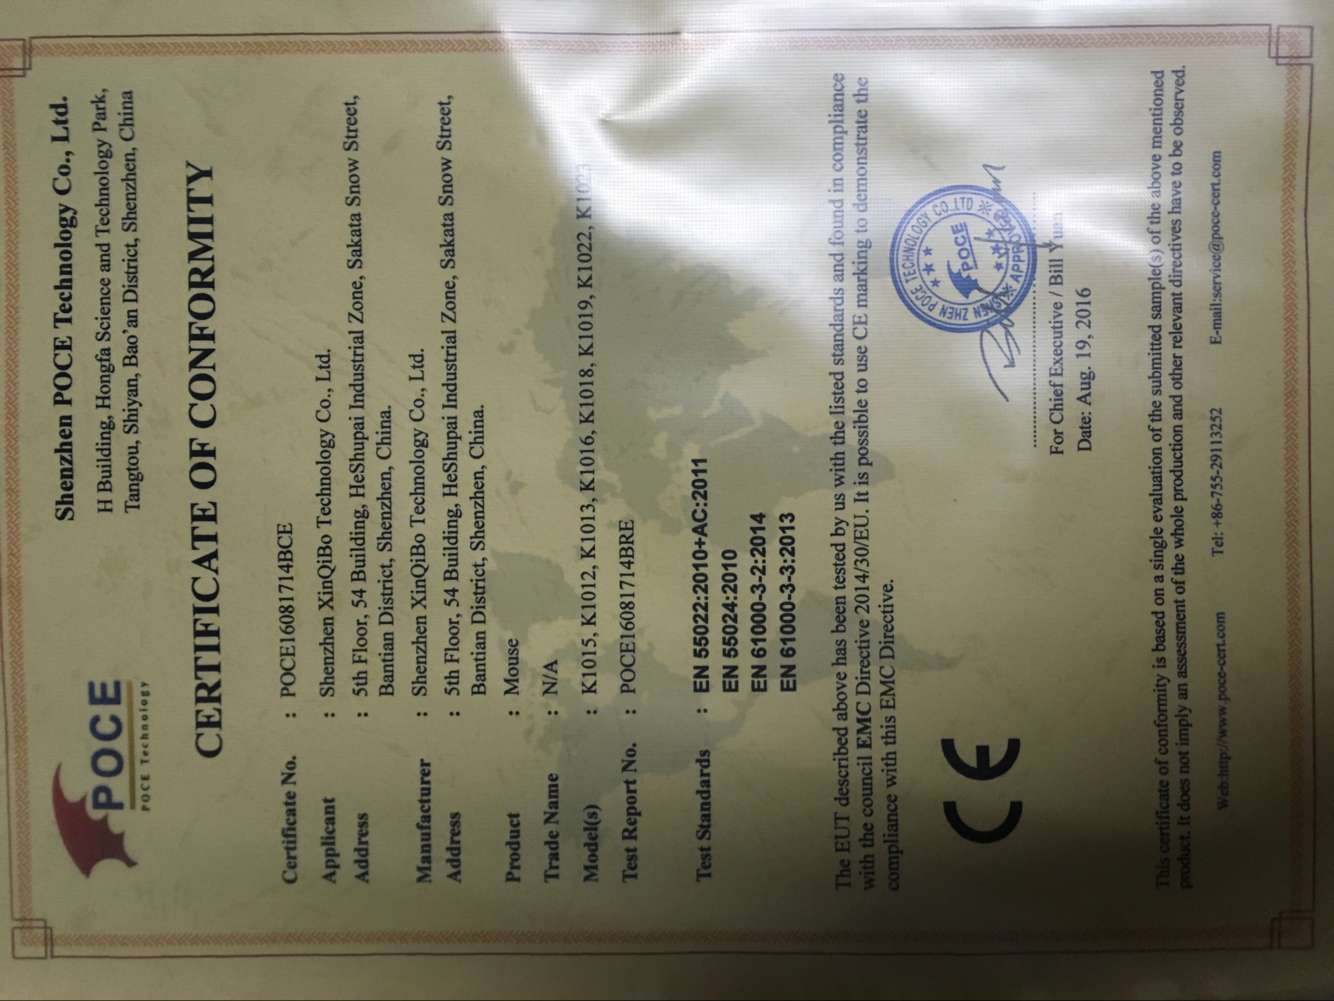 POCE
POCE Technology
Shenzhen POCE Technology Co., Ltd.
H Building, Hongfa Science and Technology Park,
Tangtou, Shiyan, Bao'an District, Shenzhen, China
CERTIFICATE OF CONFORMITY
Certificate No. : POCE16081714BCE
Applicant : Shenzhen XinQiBo Technology Co., Ltd.
Address : 5th Floor, 54 Building, HeShupai Industrial Zone, Sakata Snow Street,
Bantian District, Shenzhen, China.
Manufacturer : Shenzhen XinQiBo Technology Co., Ltd.
Address : 5th Floor, 54 Building, HeShupai Industrial Zone, Sakata Snow Street,
Bantian District, Shenzhen, China.
Product : Mouse
Trade Name : N/A
Model(s) : K1015, K1012, K1013, K1016, K1018, K1019, K1022, K1023
Test Report No. : POCE16081714BRE
Test Standards : EN 55022:2010+AC:2011
EN 55024:2010
EN 61000-3-2:2014
EN 61000-3-3:2013
The EUT described above has been tested by us with the listed standards and found in compliance
with the council EMC Directive 2014/30/EU. It is possible to use CE marking to demonstrate the
compliance with this EMC Directive.
CE
SHEN ZHEN POCE TECHNOLOGY CO.,LTD
POCE
APPROVED
For Chief Executive / Bill Yuan
Date: Aug. 19, 2016
This certificate of conformity is based on a single evaluation of the submitted sample(s) of the above mentioned
product. It does not imply an assessment of the whole production and other relevant directives have to be observed.
Web:http://www.poce-cert.com Tel: +86-755-29113252 E-mail:service@poce-cert.com